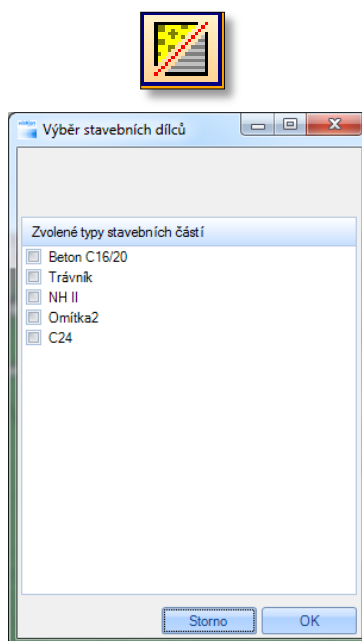 Výběr stavebních dílců
Zvolené typy stavebních částí
Beton C16/20
Trávník
NH II
Omítka2
C24
Storno
OK